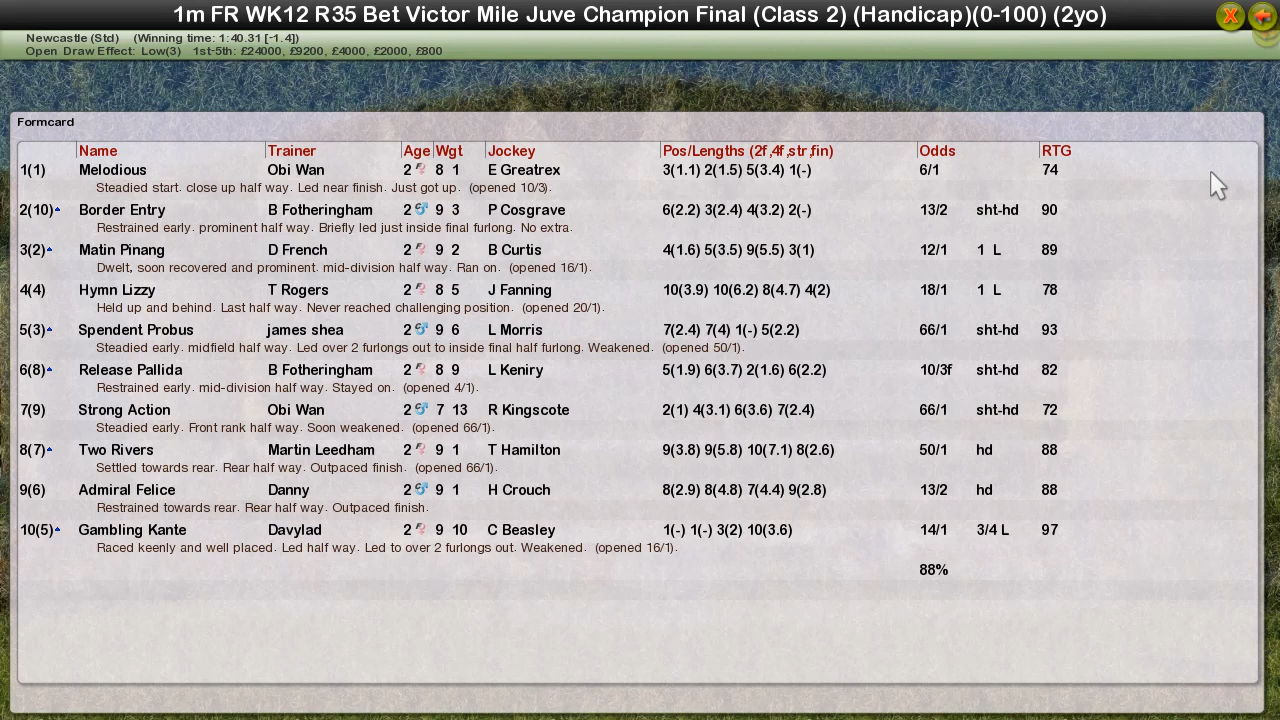 1m FR WK12 R35 Bet Victor Mile Juve Champion Final (Class 2) (Handicap)(0-100) (2yo)
Newcastle (Std) (Winning time: 1:40.31 [-1.4])
Open Draw Effect: Low(3) 1st-5th: £24000, £9200, £4000, £2000, £800
Formcard
Name Trainer Age Wgt Jockey Pos/Lengths (2f,4f,str,fin) Odds RTG
1(1) Melodious Obi Wan 2 8 1 E Greatrex 3(1.1) 2(1.5) 5(3.4) 1(-) 6/1 74
Steadied start. close up half way. Led near finish. Just got up. (opened 10/3).
2(10) Border Entry B Fotheringham 2 9 3 P Cosgrave 6(2.2) 3(2.4) 4(3.2) 2(-) 13/2 sht-hd 90
Restrained early. prominent half way. Briefly led just inside final furlong. No extra.
3(2) Matin Pinang D French 2 9 2 B Curtis 4(1.6) 5(3.5) 9(5.5) 3(1) 12/1 1 L 89
Dwelt, soon recovered and prominent. mid-division half way. Ran on. (opened 16/1).
4(4) Hymn Lizzy T Rogers 2 8 5 J Fanning 10(3.9) 10(6.2) 8(4.7) 4(2) 18/1 1 L 78
Held up and behind. Last half way. Never reached challenging position. (opened 20/1).
5(3) Spendent Probus james shea 2 9 6 L Morris 7(2.4) 7(4) 1(-) 5(2.2) 66/1 sht-hd 93
Steadied early. midfield half way. Led over 2 furlongs out to inside final half furlong. Weakened. (opened 50/1).
6(8) Release Pallida B Fotheringham 2 8 9 L Keniry 5(1.9) 6(3.7) 2(1.6) 6(2.2) 10/3f sht-hd 82
Restrained early. mid-division half way. Stayed on. (opened 4/1).
7(9) Strong Action Obi Wan 2 7 13 R Kingscote 2(1) 4(3.1) 6(3.6) 7(2.4) 66/1 sht-hd 72
Steadied early. Front rank half way. Soon weakened. (opened 66/1).
8(7) Two Rivers Martin Leedham 2 9 1 T Hamilton 9(3.8) 9(5.8) 10(7.1) 8(2.6) 50/1 hd 88
Settled towards rear. Rear half way. Outpaced finish. (opened 66/1).
9(6) Admiral Felice Danny 2 9 1 H Crouch 8(2.9) 8(4.8) 7(4.4) 9(2.8) 13/2 hd 88
Restrained towards rear. Rear half way. Outpaced finish.
10(5) Gambling Kante Davylad 2 9 10 C Beasley 1(-) 1(-) 3(2) 10(3.6) 14/1 3/4 L 97
Raced keenly and well placed. Led half way. Led to over 2 furlongs out. Weakened. (opened 16/1).
88%